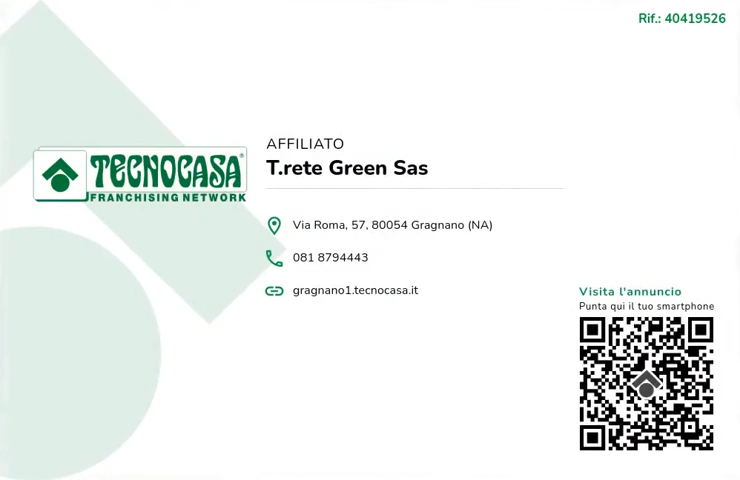 Rif.: 40419526
AFFILIATO
T.rete Green Sas
TECNOCASA®
FRANCHISING NETWORK
Via Roma, 57, 80054 Gragnano (NA)
081 8794443
gragnano1.tecnocasa.it
Visita l'annuncio
Punta qui il tuo smartphone